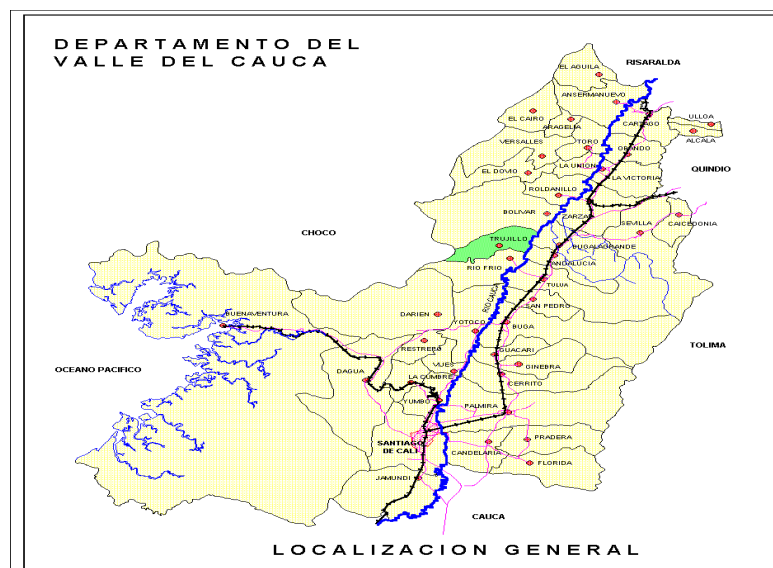 DEPARTAMENTO DEL
VALLE DEL CAUCA
RISARALDA
EL AGUILA
ANSERMANUEVO
EL CAIRO
ARAGELIA
CARTAGO
ULLOA
ALCALA
VERSALLES
TORO
OBANDO
LA UNION
QUINDIO
EL DOVIO
LA VICTORIA
ROLDANILLO
BOLIVAR
ZARZAL
SEVILLA
CAICEDONIA
CHOCO
TRUJILLO
BUGALAGRANDE
RIO FRIO
ANDALUCIA
TULUA
RIO CAUCA
SAN PEDRO
BUENAVENTURA
DARIEN
YOTOCO
BUGA
RESTREPO
TOLIMA
GUACARI
OCEANO PACIFICO
DAGUA
VIJES
GINEBRA
LA CUMBRE
CERRITO
YUMBO
PALMIRA
SANTIAGO
DE CALI
PRADERA
CANDELARIA
FLORIDA
JAMUNDI
CAUCA
LOCALIZACION GENERAL